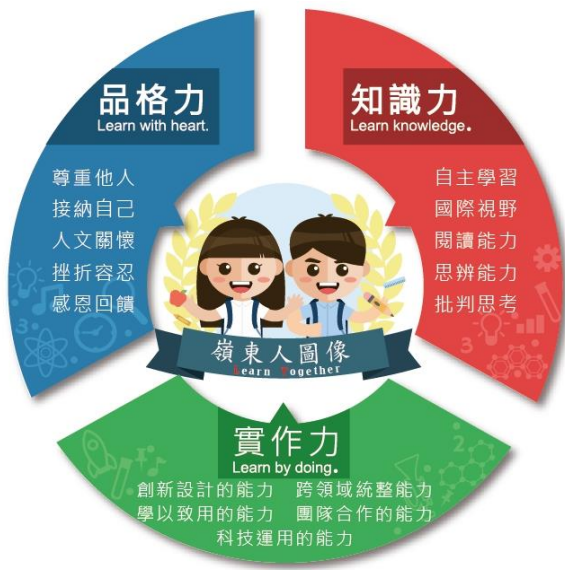 品格力
Learn with heart.
尊重他人
接納自己
人文關懷
挫折容忍
感恩回饋
知識力
Learn knowledge.
自主學習
國際視野
閱讀能力
思辨能力
批判思考
嶺東人圖像
Learn Together
實作力
Learn by doing.
創新設計的能力 跨領域統整能力
學以致用的能力 團隊合作的能力
科技運用的能力